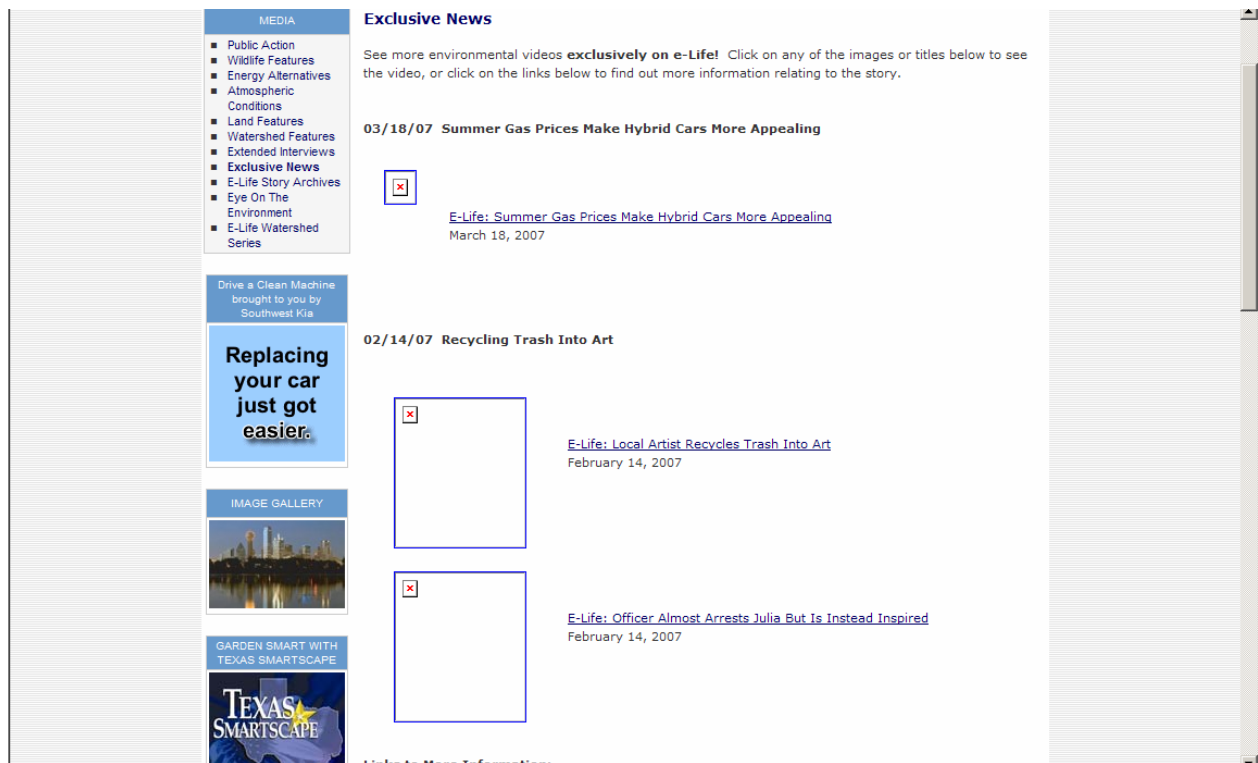 MEDIA
Public Action
Wildlife Features
Energy Alternatives
Atmospheric
Conditions
Land Features
Watershed Features
Extended Interviews
Exclusive News
E-Life Story Archives
Eye On The
Environment
E-Life Watershed
Series
Drive a Clean Machine
brought to you by
Southwest Kia
Replacing
your car
just got
easier.
IMAGE GALLERY
GARDEN SMART WITH
TEXAS SMARTSCAPE
TEXAS
SMARTSCAPE
Exclusive News
See more environmental videos exclusively on e-Life! Click on any of the images or titles below to see
the video, or click on the links below to find out more information relating to the story.
03/18/07 Summer Gas Prices Make Hybrid Cars More Appealing
E-Life: Summer Gas Prices Make Hybrid Cars More Appealing
March 18, 2007
02/14/07 Recycling Trash Into Art
E-Life: Local Artist Recycles Trash Into Art
February 14, 2007
E-Life: Officer Almost Arrests Julia But Is Instead Inspired
February 14, 2007
Links to More Information: